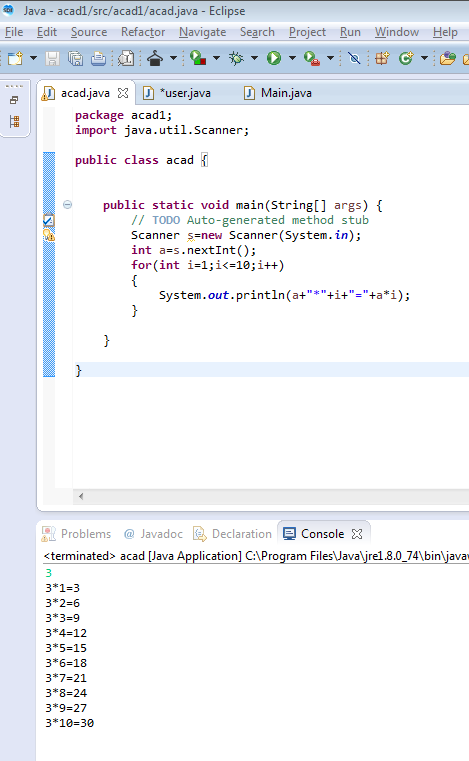 Java - acad1/src/acad1/acad.java - Eclipse
File Edit Source Refactor Navigate Search Project Run Window Help
acad.java *user.java Main.java
package acad1;
import java.util.Scanner;
public class acad {
public static void main(String[] args) {
// TODO Auto-generated method stub
Scanner s=new Scanner(System.in);
int a=s.nextInt();
for(int i=1;i<=10;i++)
{
System.out.println(a+"*"+i+"="+a*i);
}
}
}
Problems @ Javadoc Declaration Console
<terminated> acad [Java Application] C:\Program Files\Java\jre1.8.0_74\bin\javaw
3
3*1=3
3*2=6
3*3=9
3*4=12
3*5=15
3*6=18
3*7=21
3*8=24
3*9=27
3*10=30